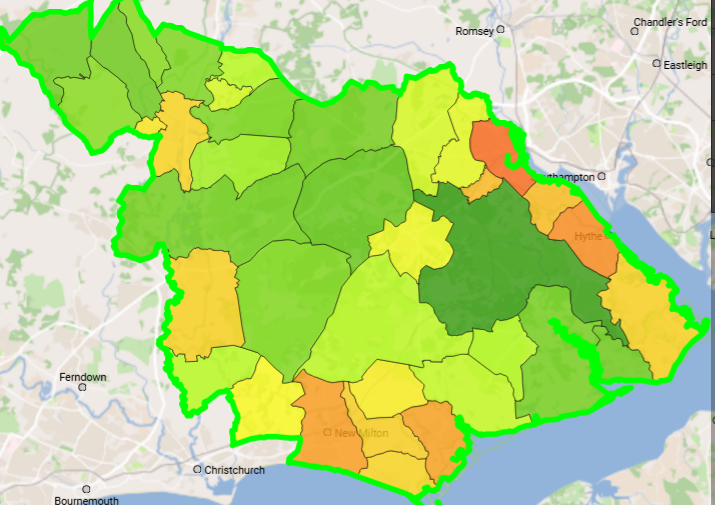 Chandler's Ford
Romsey
Eastleigh
thampton
Hythe
Ferndown
New Milton
Christchurch
Bournemouth